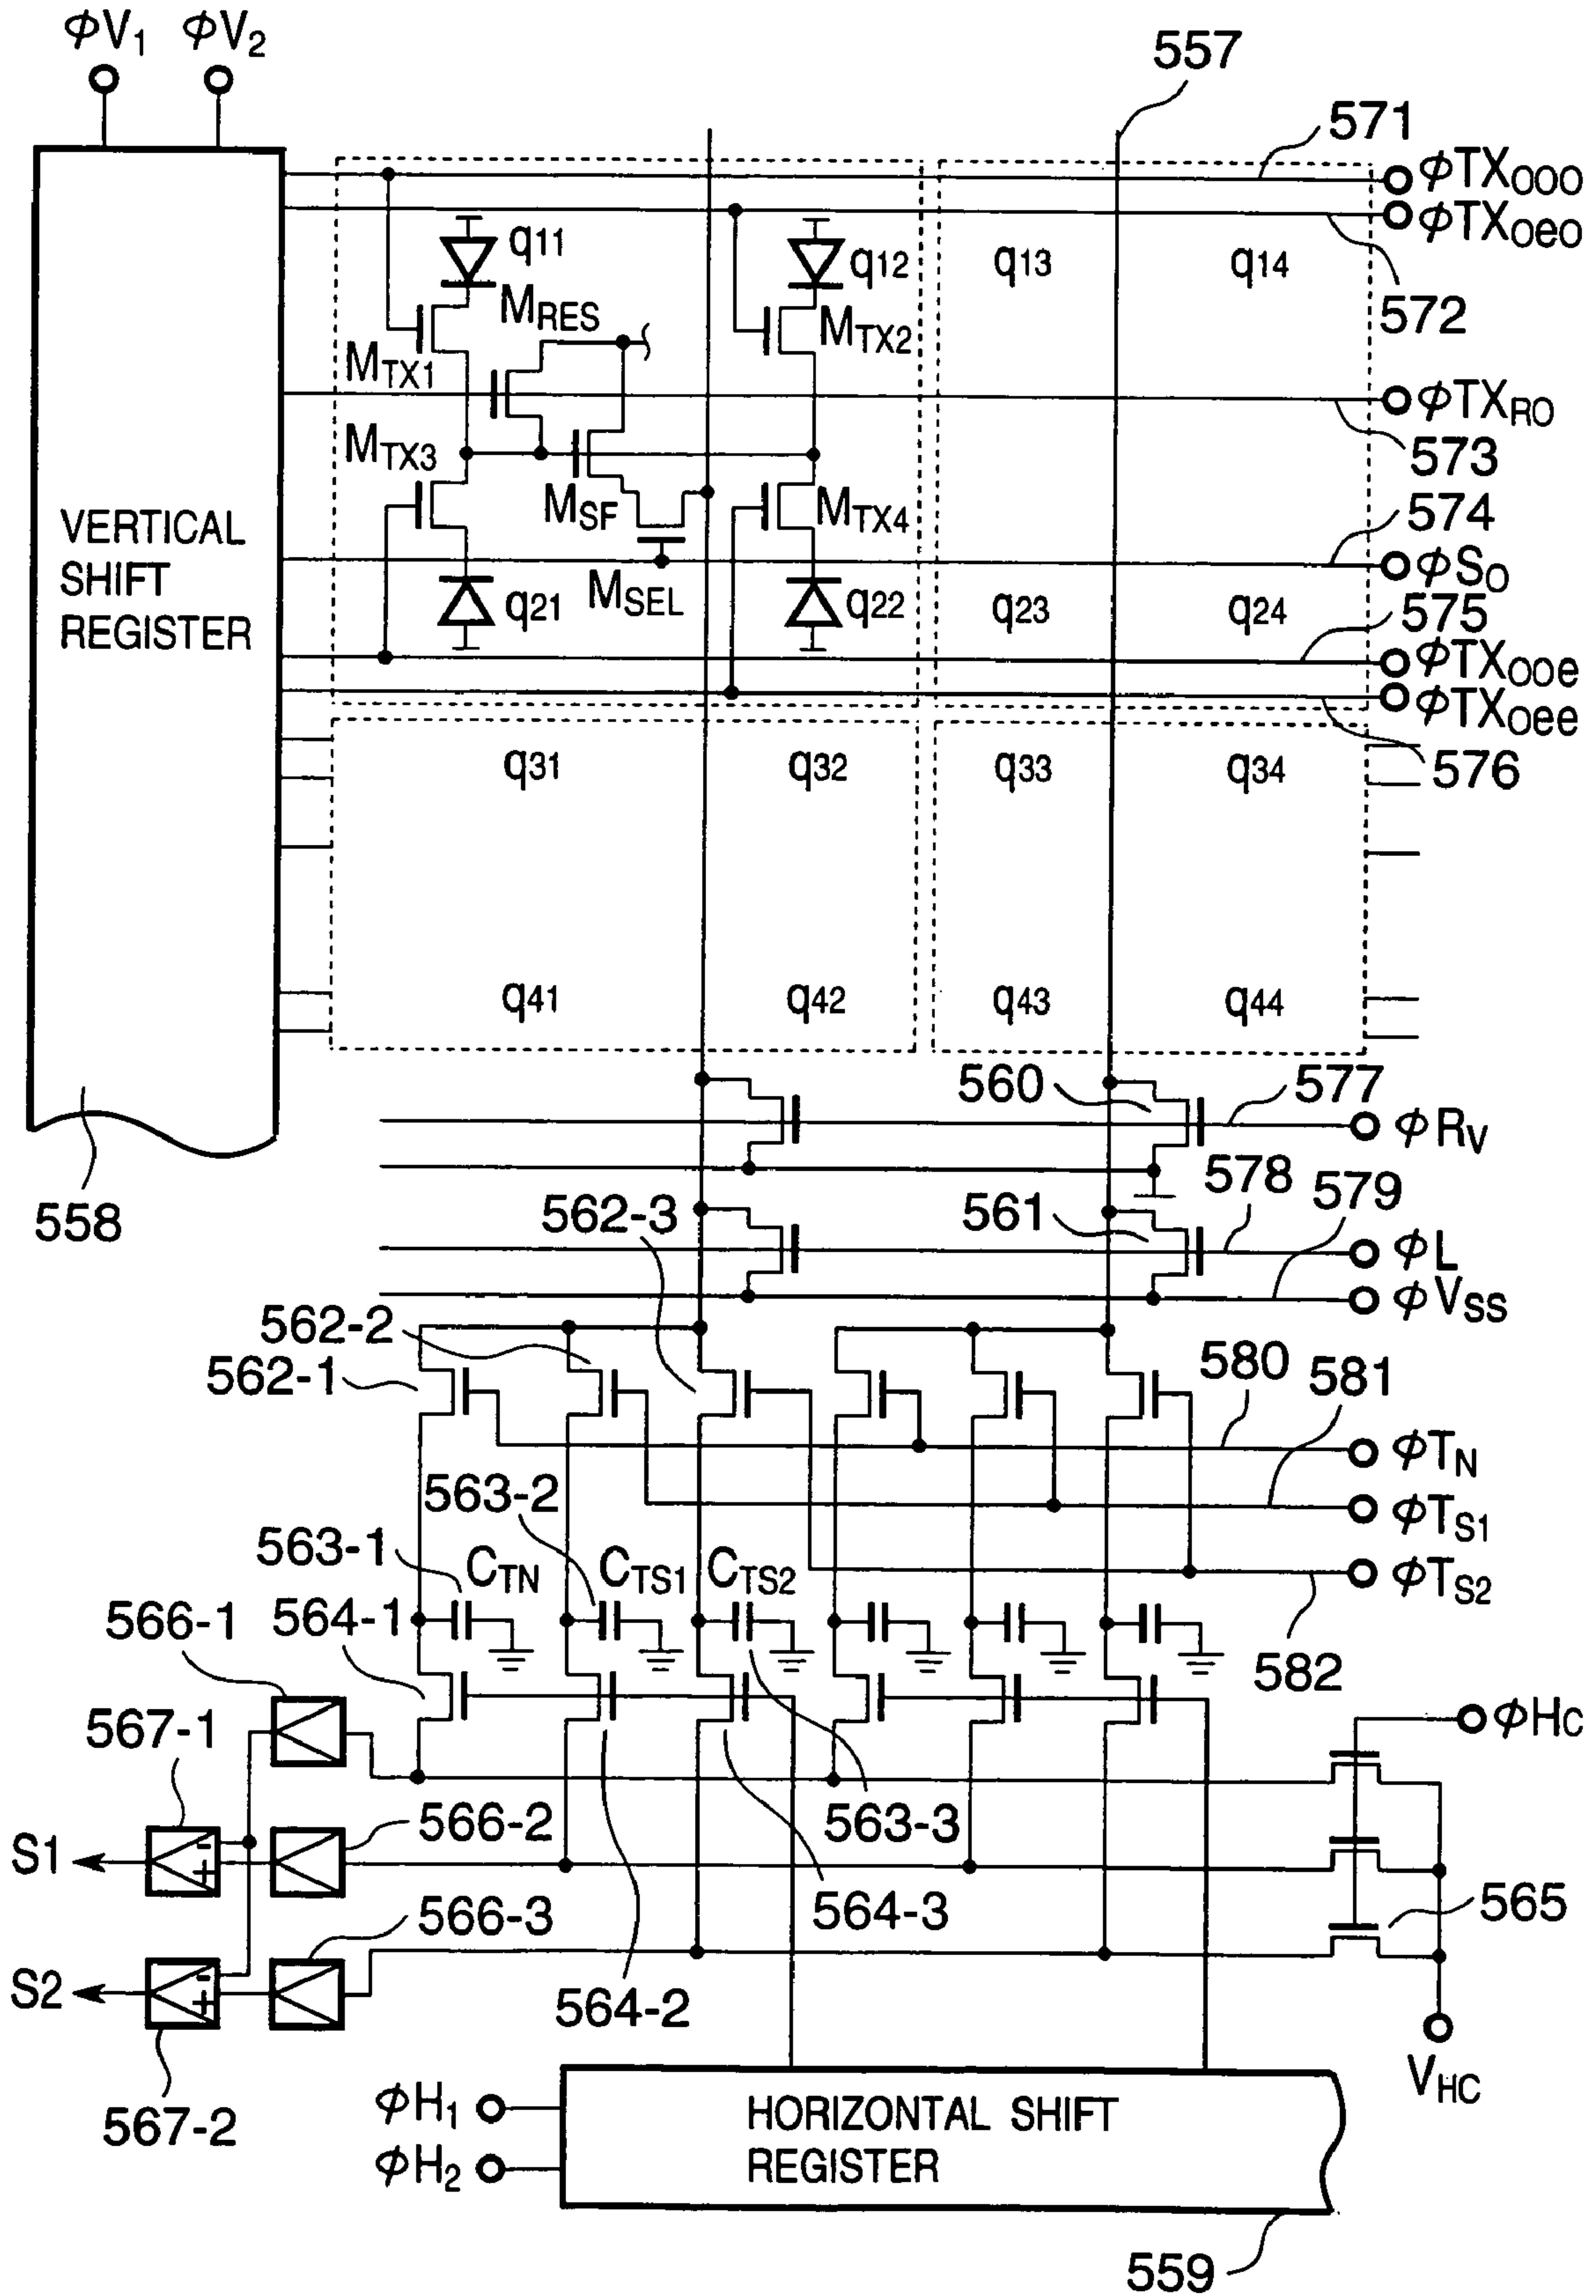 ϕV1 ϕV2
557
571
ϕTXOOO
ϕTXOeO
572
q11
q12
q13
q14
MRES
MTX1
MTX2
ϕTXRO
573
MTX3
MSF
MTX4
574
ϕSO
MSEL
q21
q22
q23
q24
575
ϕTXOOe
ϕTXOee
576
VERTICAL
SHIFT
REGISTER
q31
q32
q33
q34
q41
q42
q43
q44
560
577
ϕRV
558
562-3
561
578
579
ϕL
ϕVSS
562-2
562-1
580
581
ϕTN
563-2
ϕTS1
563-1
CTN
CTS1
CTS2
ϕTS2
566-1
564-1
582
567-1
ϕHC
566-2
563-3
S1
566-3
564-3
565
S2
564-2
VHC
567-2
ϕH1
ϕH2
HORIZONTAL SHIFT
REGISTER
559